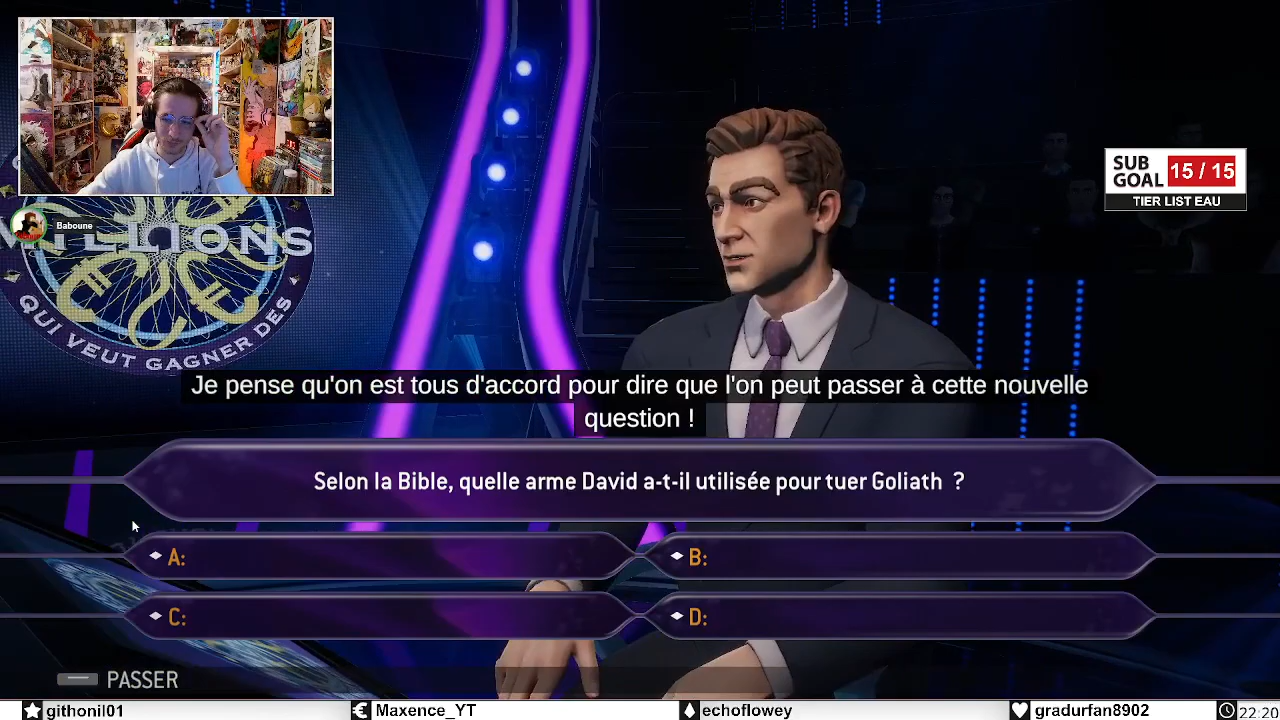 SUB
GOAL
15 / 15
TIER LIST EAU
Baboune
MILLIONS
QUI VEUT GAGNER DES
Je pense qu'on est tous d'accord pour dire que l'on peut passer à cette nouvelle
question !
Selon la Bible, quelle arme David a-t-il utilisée pour tuer Goliath ?
A:
B:
C:
D:
PASSER
githonil01
Maxence_YT
echoflowey
gradurfan8902
22:20